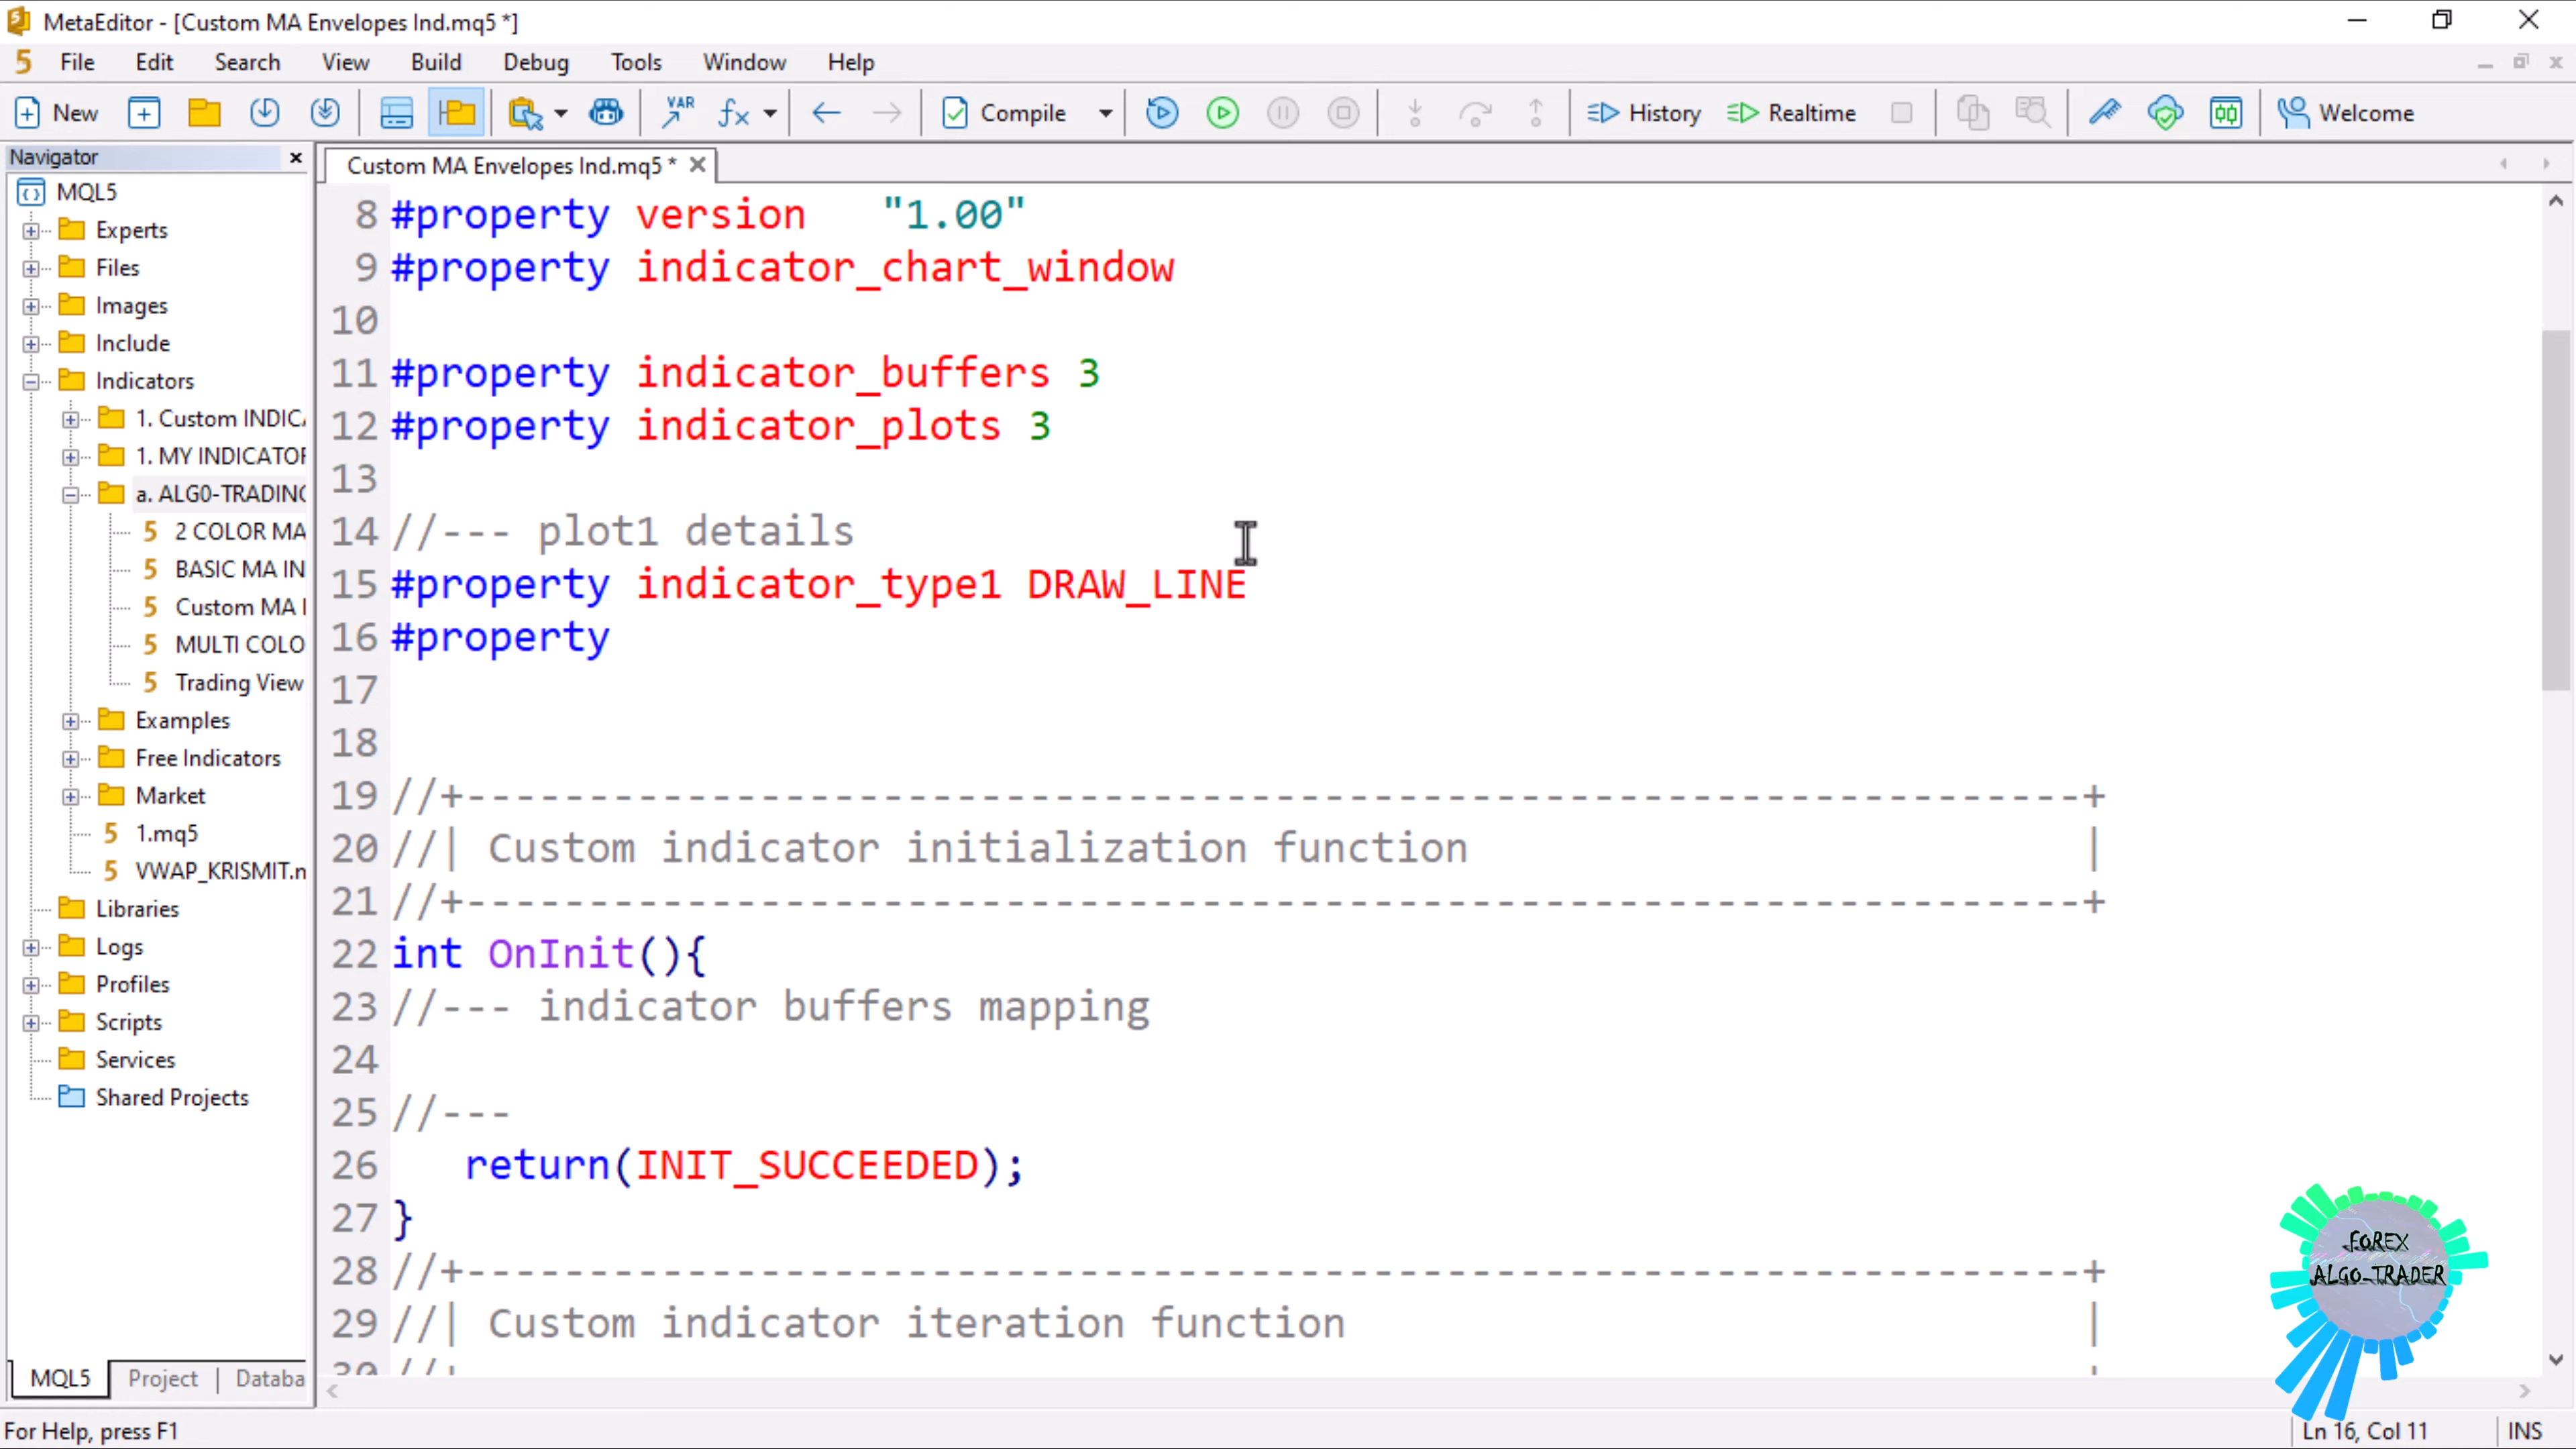 MetaEditor - [Custom MA Envelopes Ind.mq5 *]
File Edit Search View Build Debug Tools Window Help
New VAR fx Compile History Realtime Welcome
Navigator
Custom MA Envelopes Ind.mq5 *
MQL5
Experts
Files
Images
Include
Indicators
1. Custom INDIC
1. MY INDICATOR
a. ALG0-TRADING
2 COLOR MA
BASIC MA IN
Custom MA
MULTI COLO
Trading View
Examples
Free Indicators
Market
1.mq5
VWAP_KRISMIT.m
Libraries
Logs
Profiles
Scripts
Services
Shared Projects
MQL5 Project Databa
8 #property version   "1.00"
9 #property indicator_chart_window
10
11 #property indicator_buffers 3
12 #property indicator_plots 3
13
14 //--- plot1 details
15 #property indicator_type1 DRAW_LINE
16 #property
17
18
19 //+------------------------------------------------------------------+
20 //| Custom indicator initialization function                         |
21 //+------------------------------------------------------------------+
22 int OnInit(){
23 //--- indicator buffers mapping
24
25 //---
26    return(INIT_SUCCEEDED);
27 }
28 //+------------------------------------------------------------------+
29 //| Custom indicator iteration function                              |
30 //+
FOREX
ALGO-TRADER
For Help, press F1
Ln 16, Col 11
INS